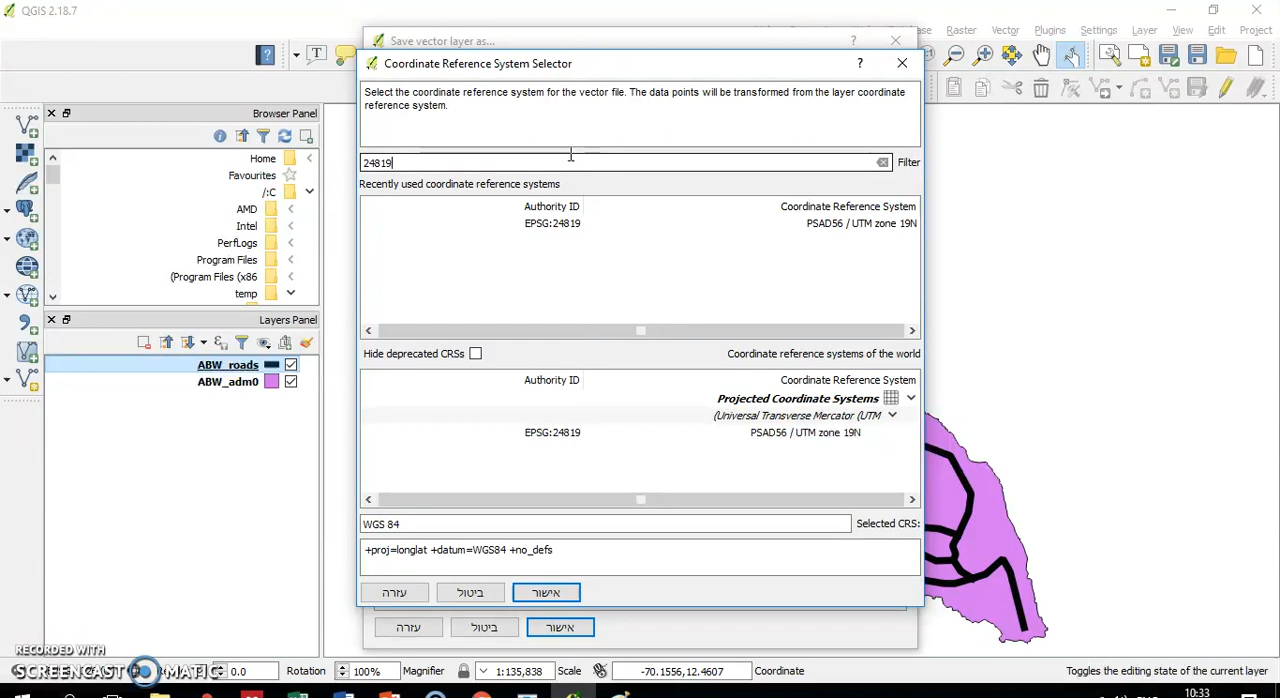 QGIS 2.18.7
Save vector layer as...
Coordinate Reference System Selector
Raster Vector Plugins Settings Layer View Edit Project
Select the coordinate reference system for the vector file. The data points will be transformed from the layer coordinate
reference system.
24819
Filter
Recently used coordinate reference systems
Authority ID
Coordinate Reference System
EPSG:24819
PSAD56 / UTM zone 19N
Hide deprecated CRSs
Coordinate reference systems of the world
Authority ID
Coordinate Reference System
Projected Coordinate Systems
(Universal Transverse Mercator (UTM
EPSG:24819
PSAD56 / UTM zone 19N
WGS 84
Selected CRS:
+proj=longlat +datum=WGS84 +no_defs
עזרה
ביטול
אישור
עזרה
ביטול
אישור
Browser Panel
Home
Favourites
/:C
AMD
Intel
PerfLogs
Program Files
(Program Files (x86
temp
Layers Panel
ABW_roads
ABW_adm0
RECORDED WITH
SCREENCAST MATIC
0.0
Rotation
100%
Magnifier
1:135,838
Scale
-70.1556,12.4607
Coordinate
Toggles the editing state of the current layer
10:33